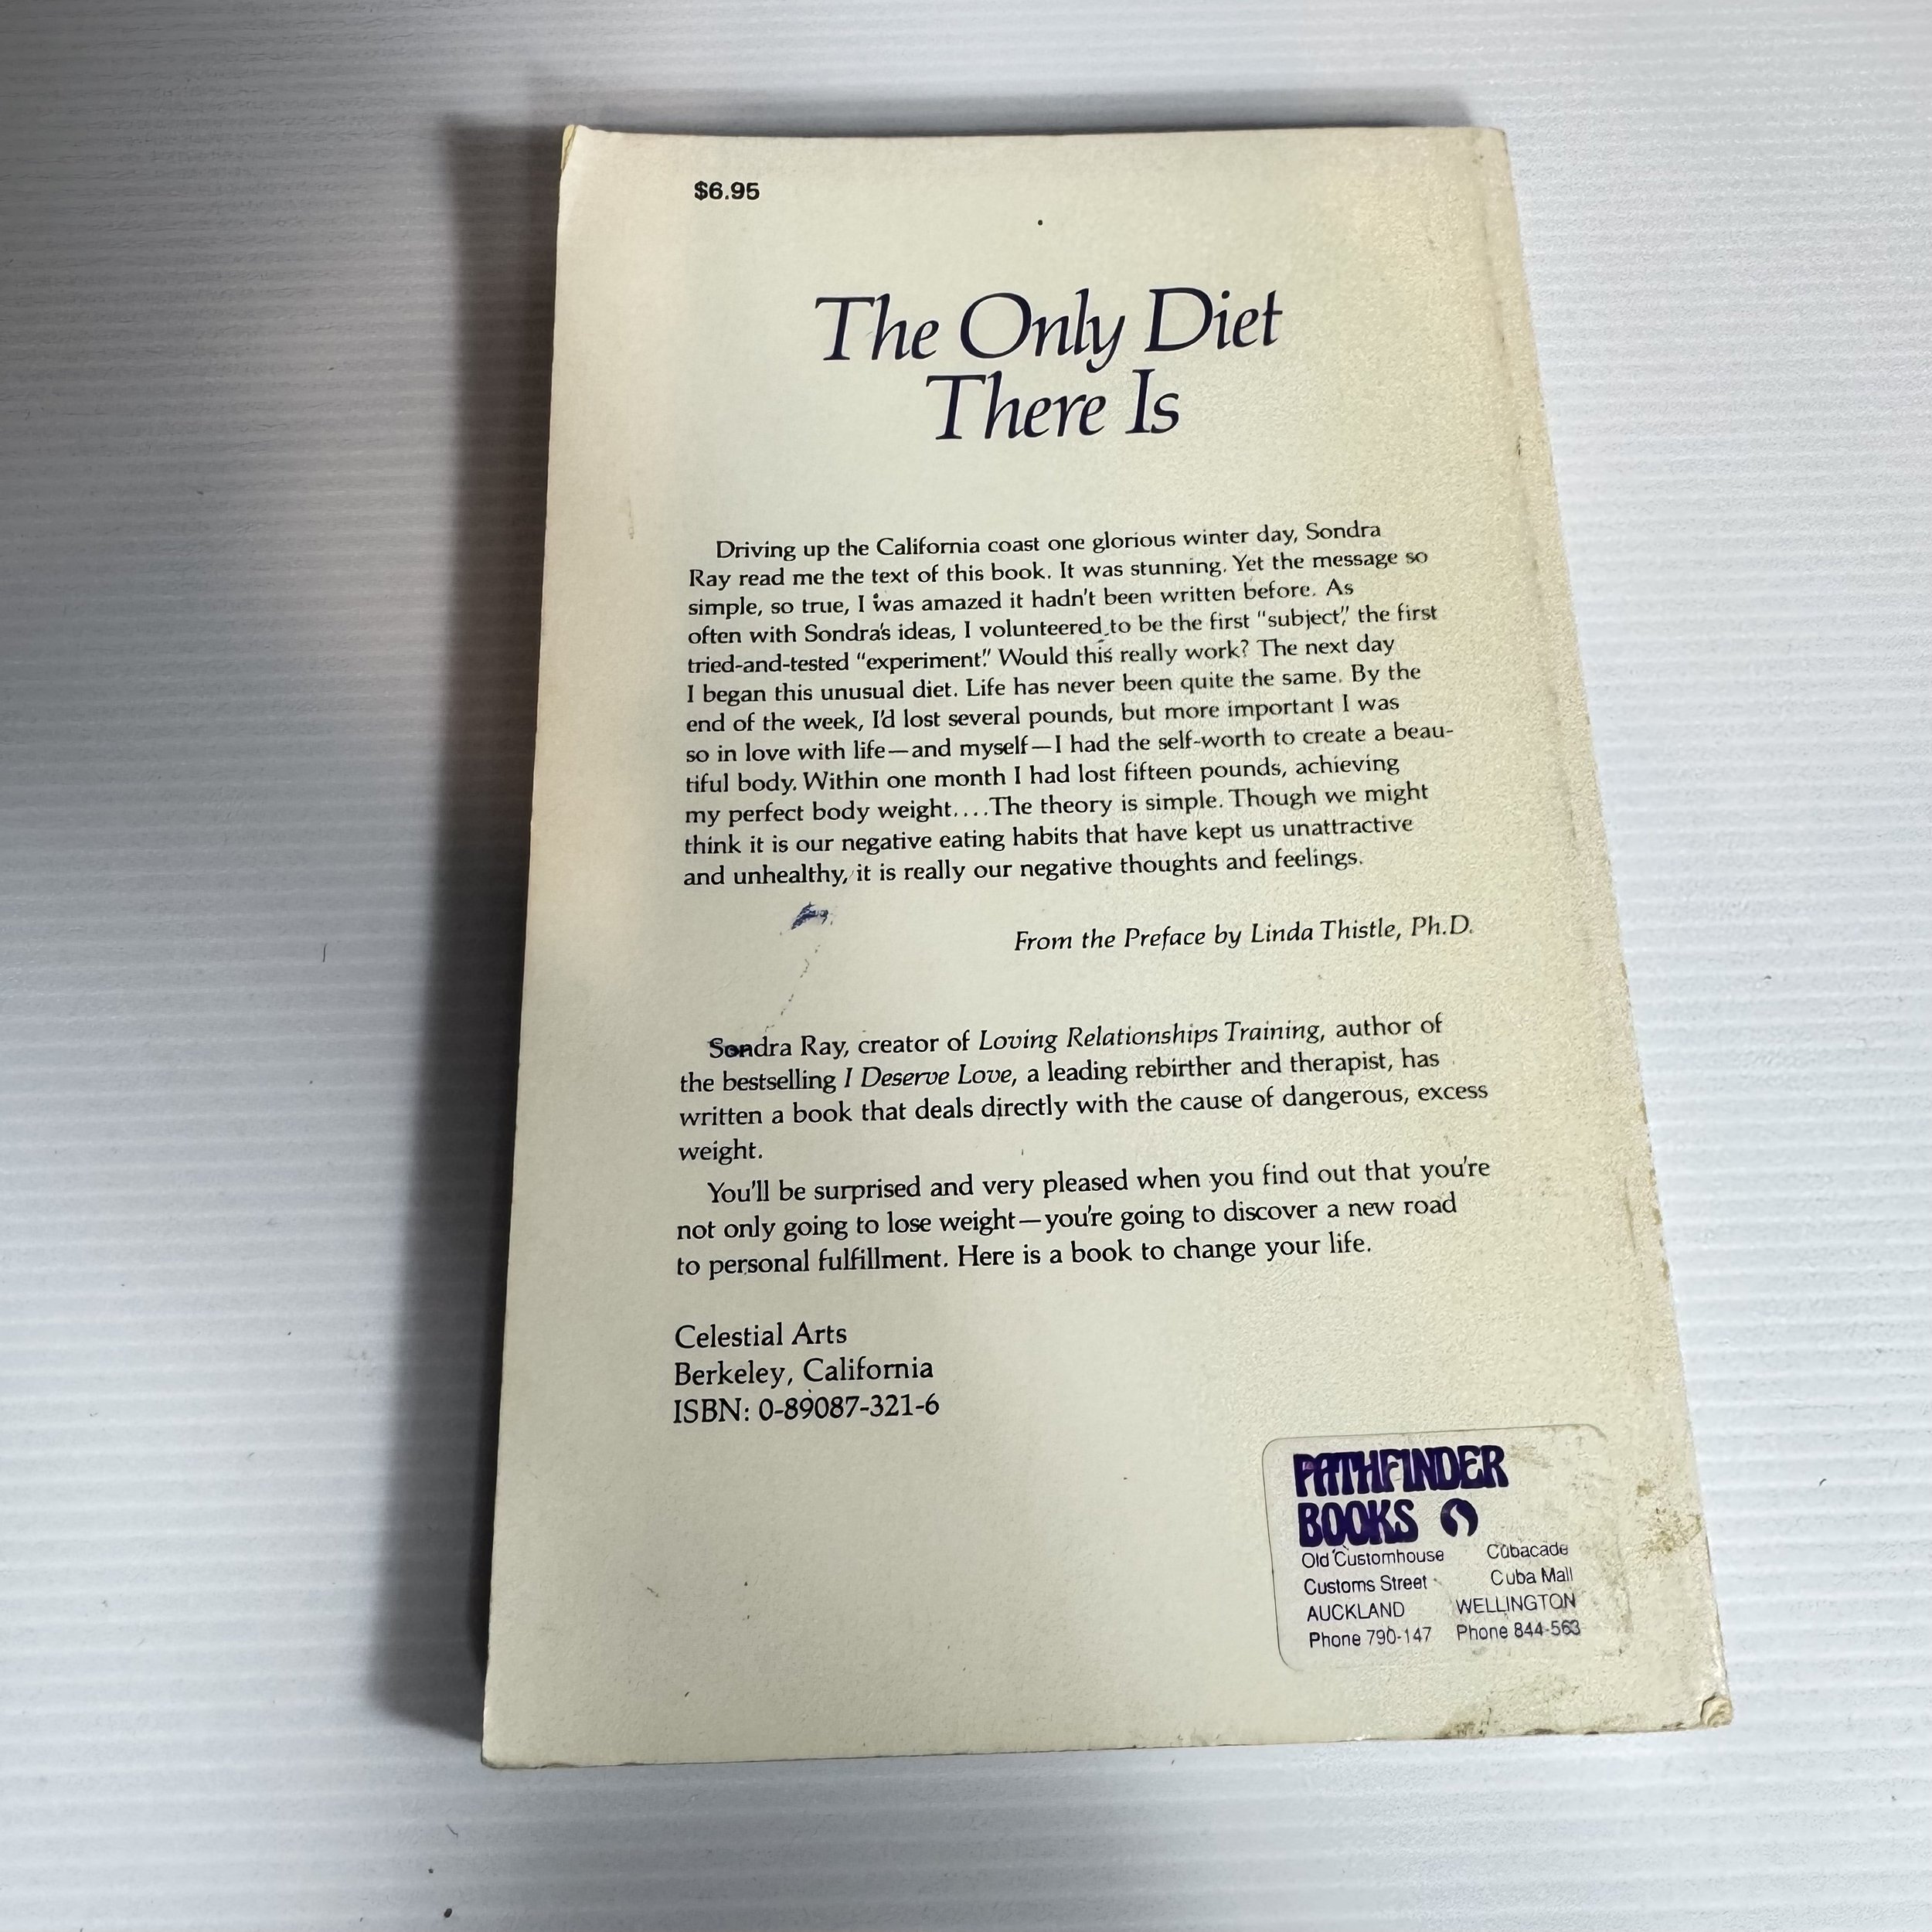 $6.95
The Only Diet
There Is
Driving up the California coast one glorious winter day, Sondra
Ray read me the text of this book. It was stunning. Yet the message so
simple, so true, I was amazed it hadn't been written before. As
often with Sondra's ideas, I volunteered to be the first "subject," the first
tried-and-tested "experiment." Would this really work? The next day
I began this unusual diet. Life has never been quite the same. By the
end of the week, I'd lost several pounds, but more important I was
so in love with life—and myself—I had the self-worth to create a beau-
tiful body. Within one month I had lost fifteen pounds, achieving
my perfect body weight....The theory is simple. Though we might
think it is our negative eating habits that have kept us unattractive
and unhealthy, it is really our negative thoughts and feelings.
From the Preface by Linda Thistle, Ph.D.
Sondra Ray, creator of Loving Relationships Training, author of
the bestselling I Deserve Love, a leading rebirther and therapist, has
written a book that deals directly with the cause of dangerous, excess
weight.
You'll be surprised and very pleased when you find out that you're
not only going to lose weight—you're going to discover a new road
to personal fulfillment. Here is a book to change your life.
Celestial Arts
Berkeley, California
ISBN: 0-89087-321-6
PATHFINDER
BOOKS
Old Customhouse Cubacade
Customs Street Cuba Mall
AUCKLAND WELLINGTON
Phone 790-147 Phone 844-563